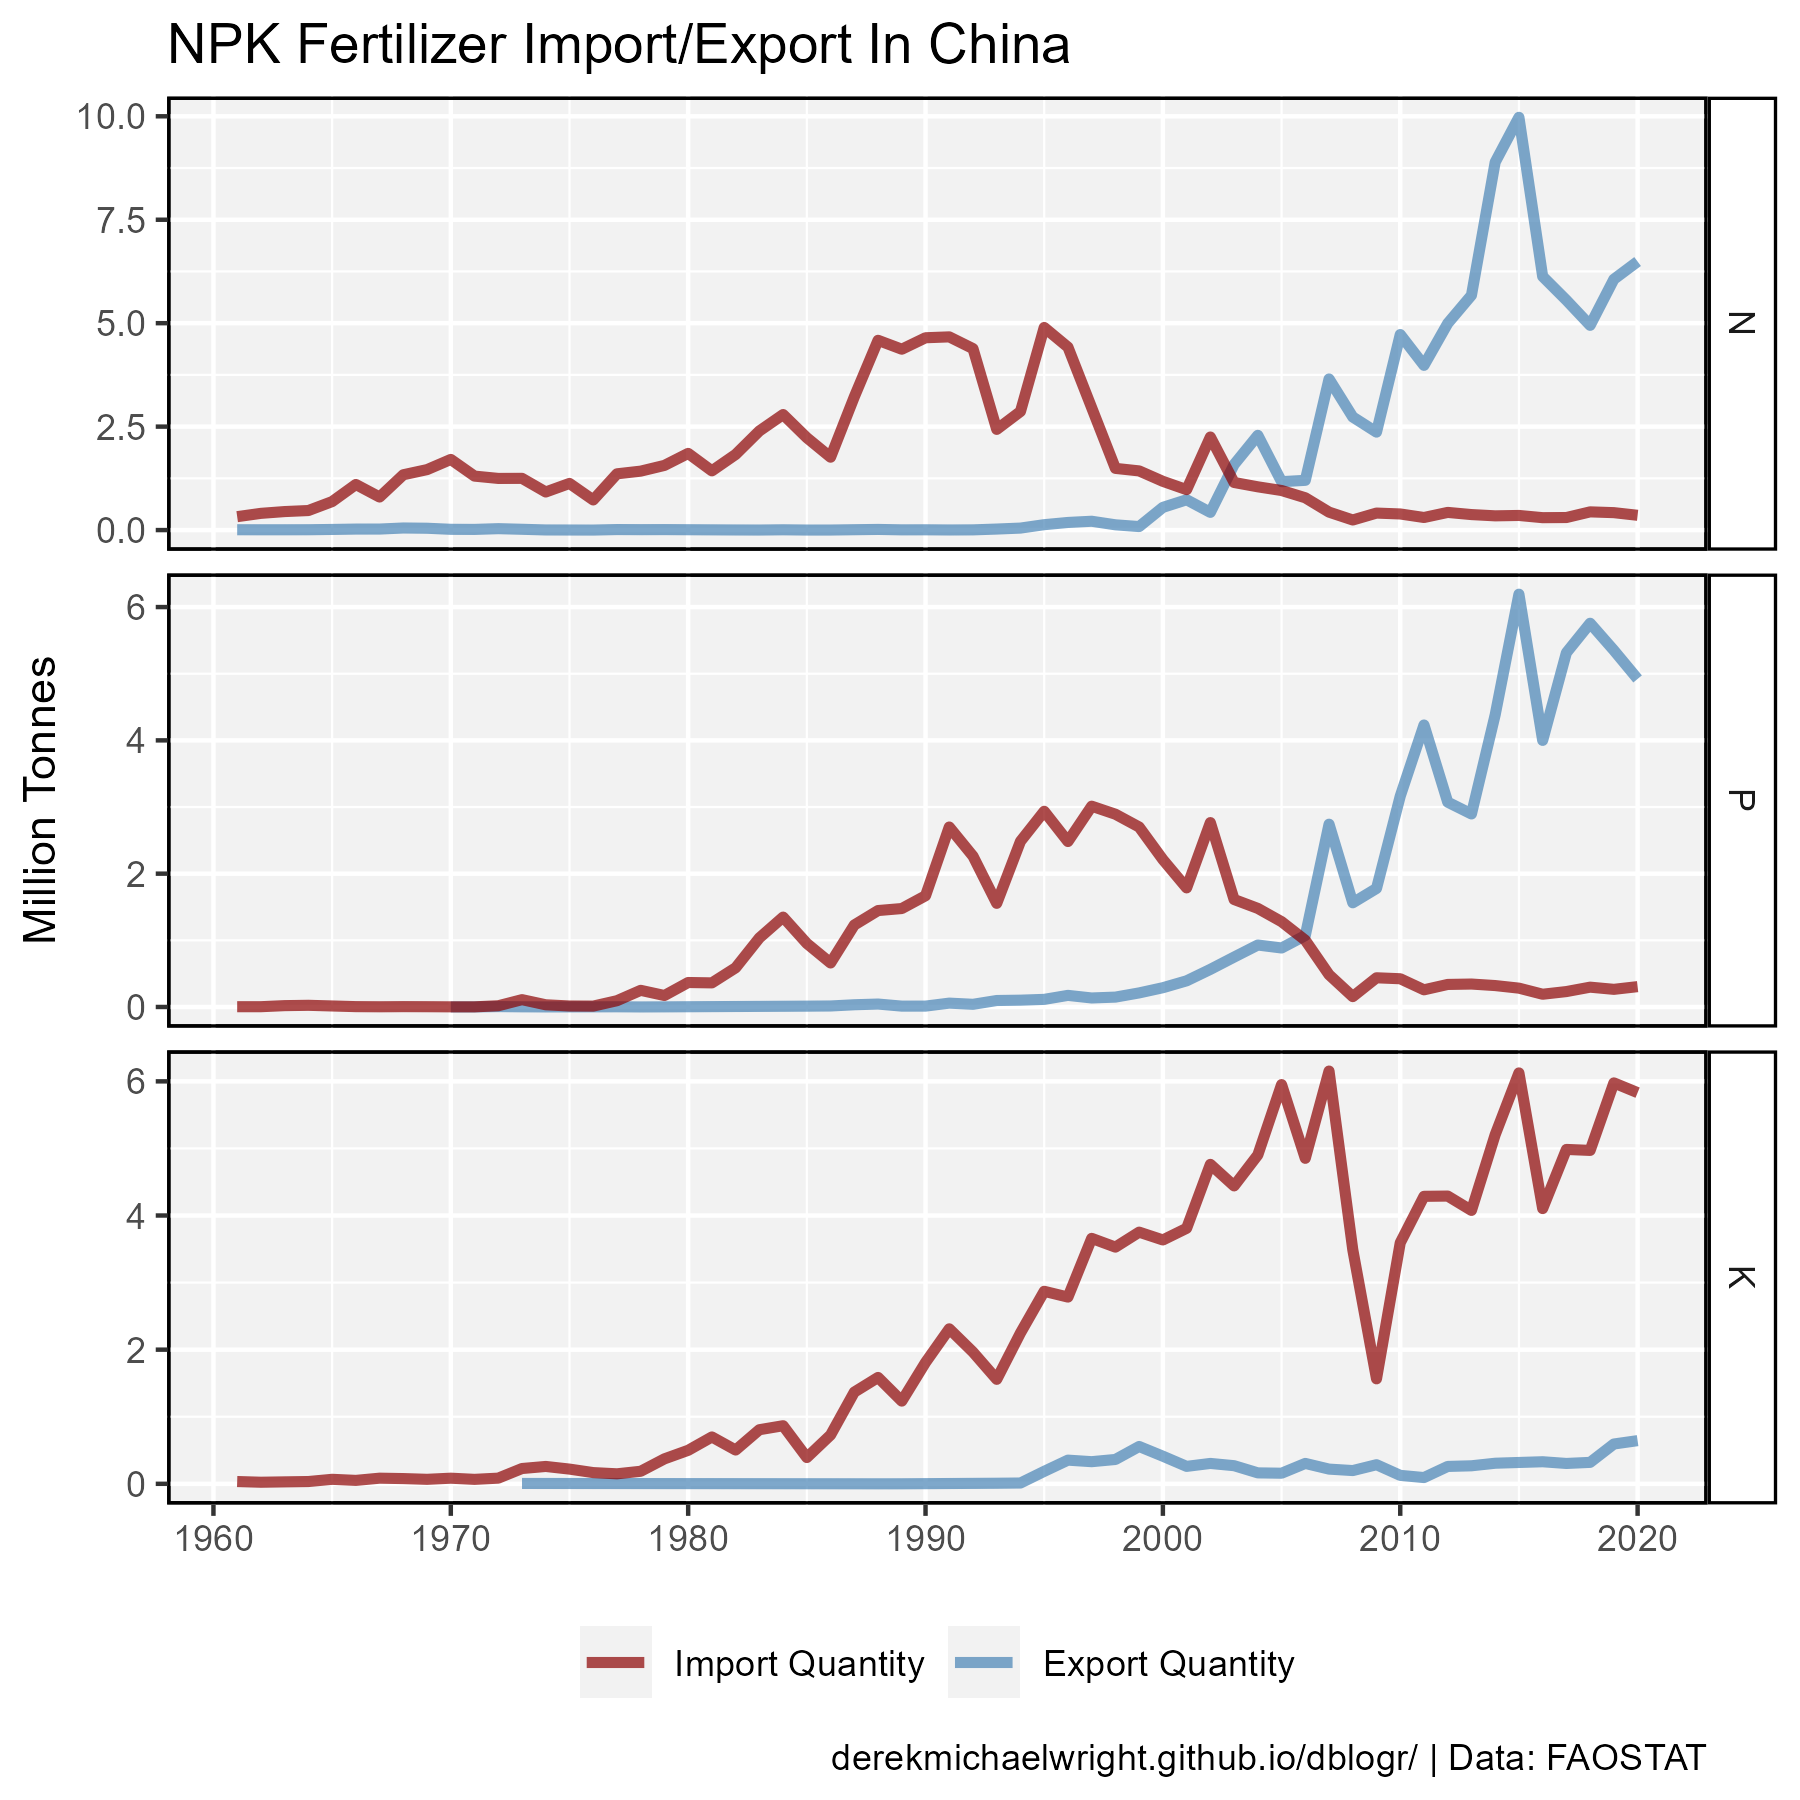 NPK Fertilizer Import/Export In China
10.0
7.5
5.0
2.5
0.0
N
Million Tonnes
6
4
2
0
P
6
4
2
0
K
1960 1970 1980 1990 2000 2010 2020
Import Quantity Export Quantity
derekmichaelwright.github.io/dblogr/ | Data: FAOSTAT